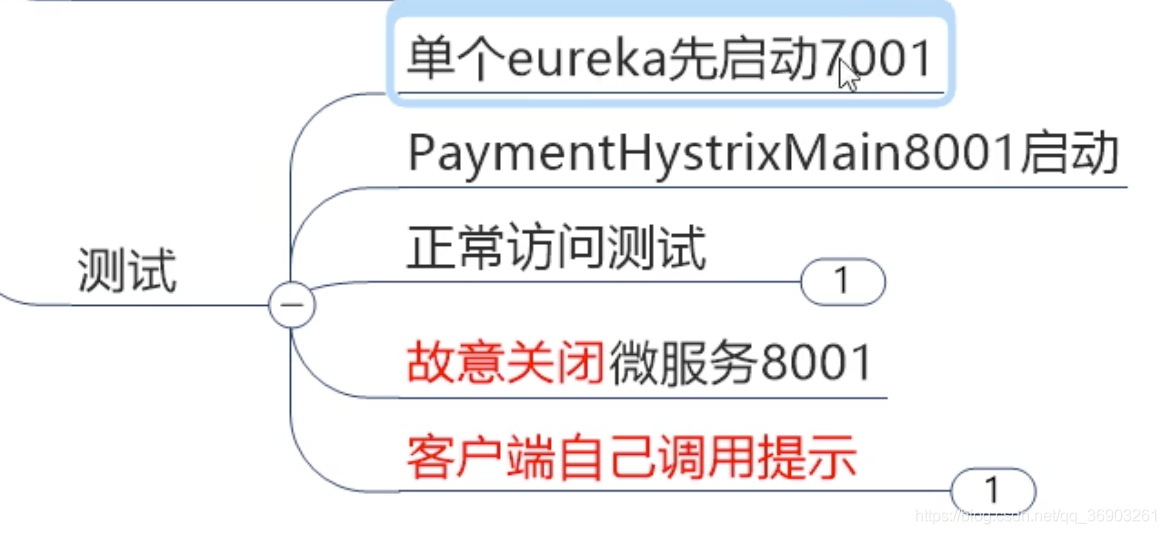 单个eureka先启动7001
PaymentHystrixMain8001启动
正常访问测试
1
测试
故意关闭微服务8001
客户端自己调用提示
1
https://blog.csdn.net/qq_36903261